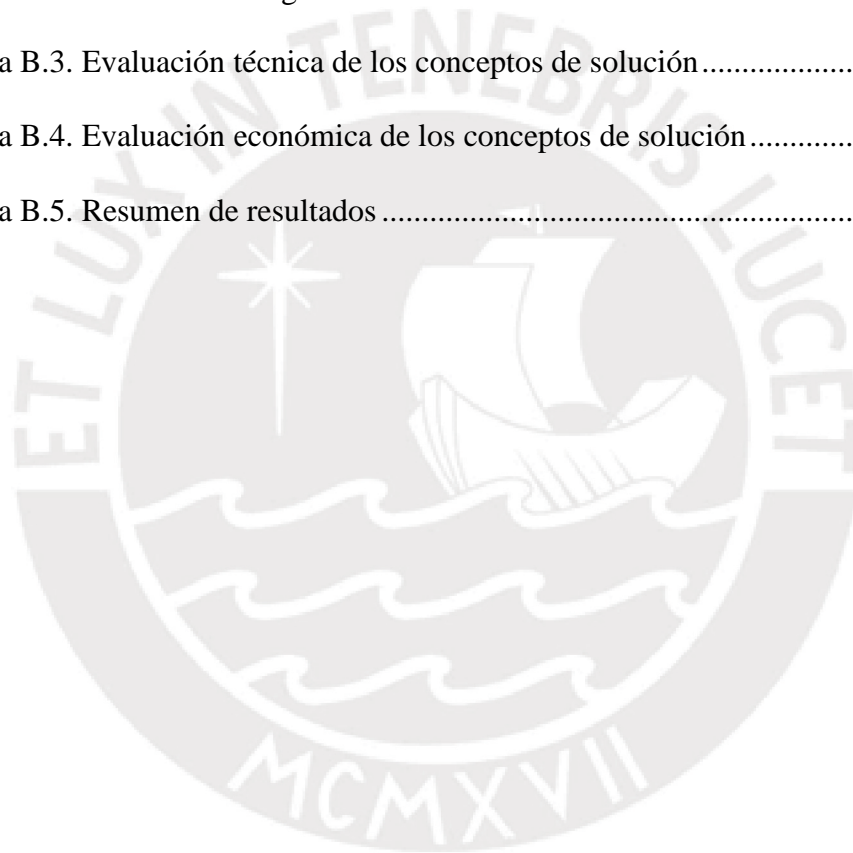 a B.3. Evaluación técnica de los conceptos de solución...................
a B.4. Evaluación económica de los conceptos de solución.............
a B.5. Resumen de resultados...............................................................
ET LUX IN TENEBRIS LUCET
MCMXVII